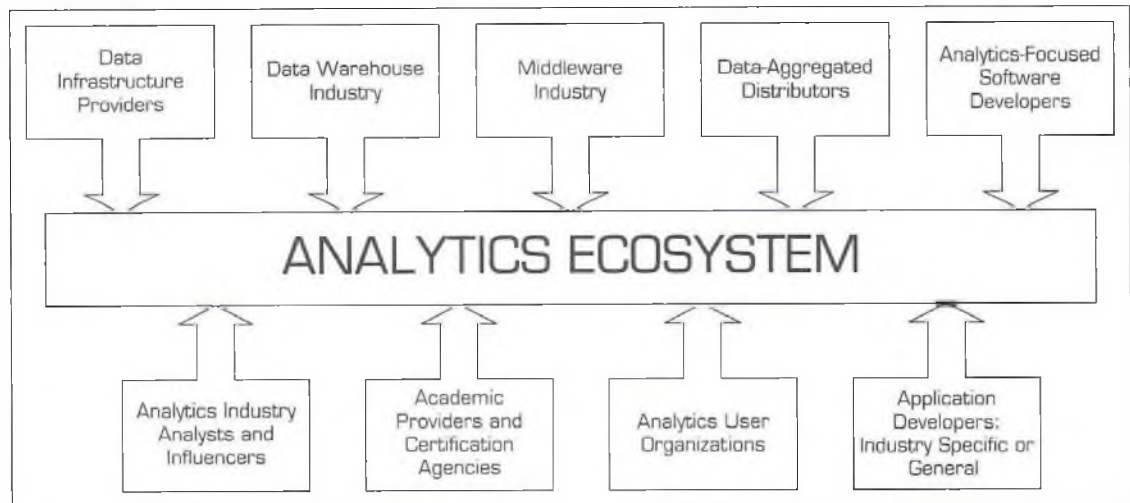 Data
Infrastructure
Providers
Data Warehouse
Industry
Middleware
Industry
Data-Aggregated
Distributors
Analytics-Focused
Software
Developers
ANALYTICS ECOSYSTEM
Analytics Industry
Analysts and
Influencers
Academic
Providers and
Certification
Agencies
Analytics User
Organizations
Application
Developers:
Industry Specific or
General